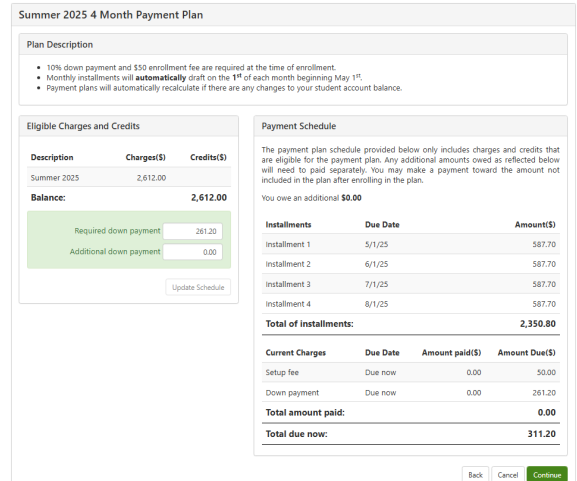 Summer 2025 4 Month Payment Plan
Plan Description
10% down payment and $50 enrollment fee are required at the time of enrollment.
Monthly installments will automatically draft on the 1st of each month beginning May 1st.
Payment plans will automatically recalculate if there are any changes to your student account balance.
Eligible Charges and Credits
Description Charges($) Credits($)
Summer 2025 2,612.00
Balance: 2,612.00
Required down payment 261.20
Additional down payment 0.00
Update Schedule
Payment Schedule
The payment plan schedule provided below only includes charges and credits that
are eligible for the payment plan. Any additional amounts owed as reflected below
will need to paid separately. You may make a payment toward the amount not
included in the plan after enrolling in the plan.
You owe an additional $0.00
Installments Due Date Amount($)
Installment 1 5/1/25 587.70
Installment 2 6/1/25 587.70
Installment 3 7/1/25 587.70
Installment 4 8/1/25 587.70
Total of installments: 2,350.80
Current Charges Due Date Amount paid($) Amount Due($)
Setup fee Due now 0.00 50.00
Down payment Due now 0.00 261.20
Total amount paid: 0.00
Total due now: 311.20
Back Cancel Continue